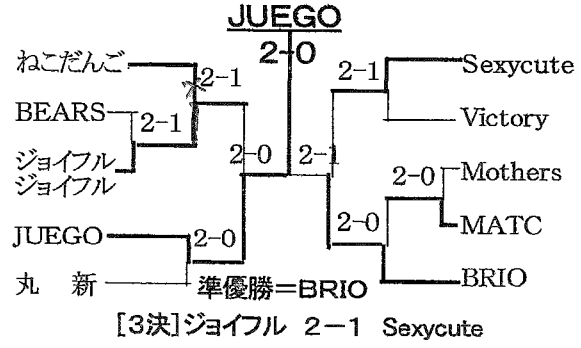 JUEGO
2-0
ねこだんご
2-1
BEARS
2-1
ジョイフル
ジョイフル
2-0
JUEGO
2-0
丸 新
2-1
Sexycute
Victory
2-1
2-0
Mothers
MATC
2-0
BRIO
準優勝=BRIO
[3決]ジョイフル 2-1 Sexycute